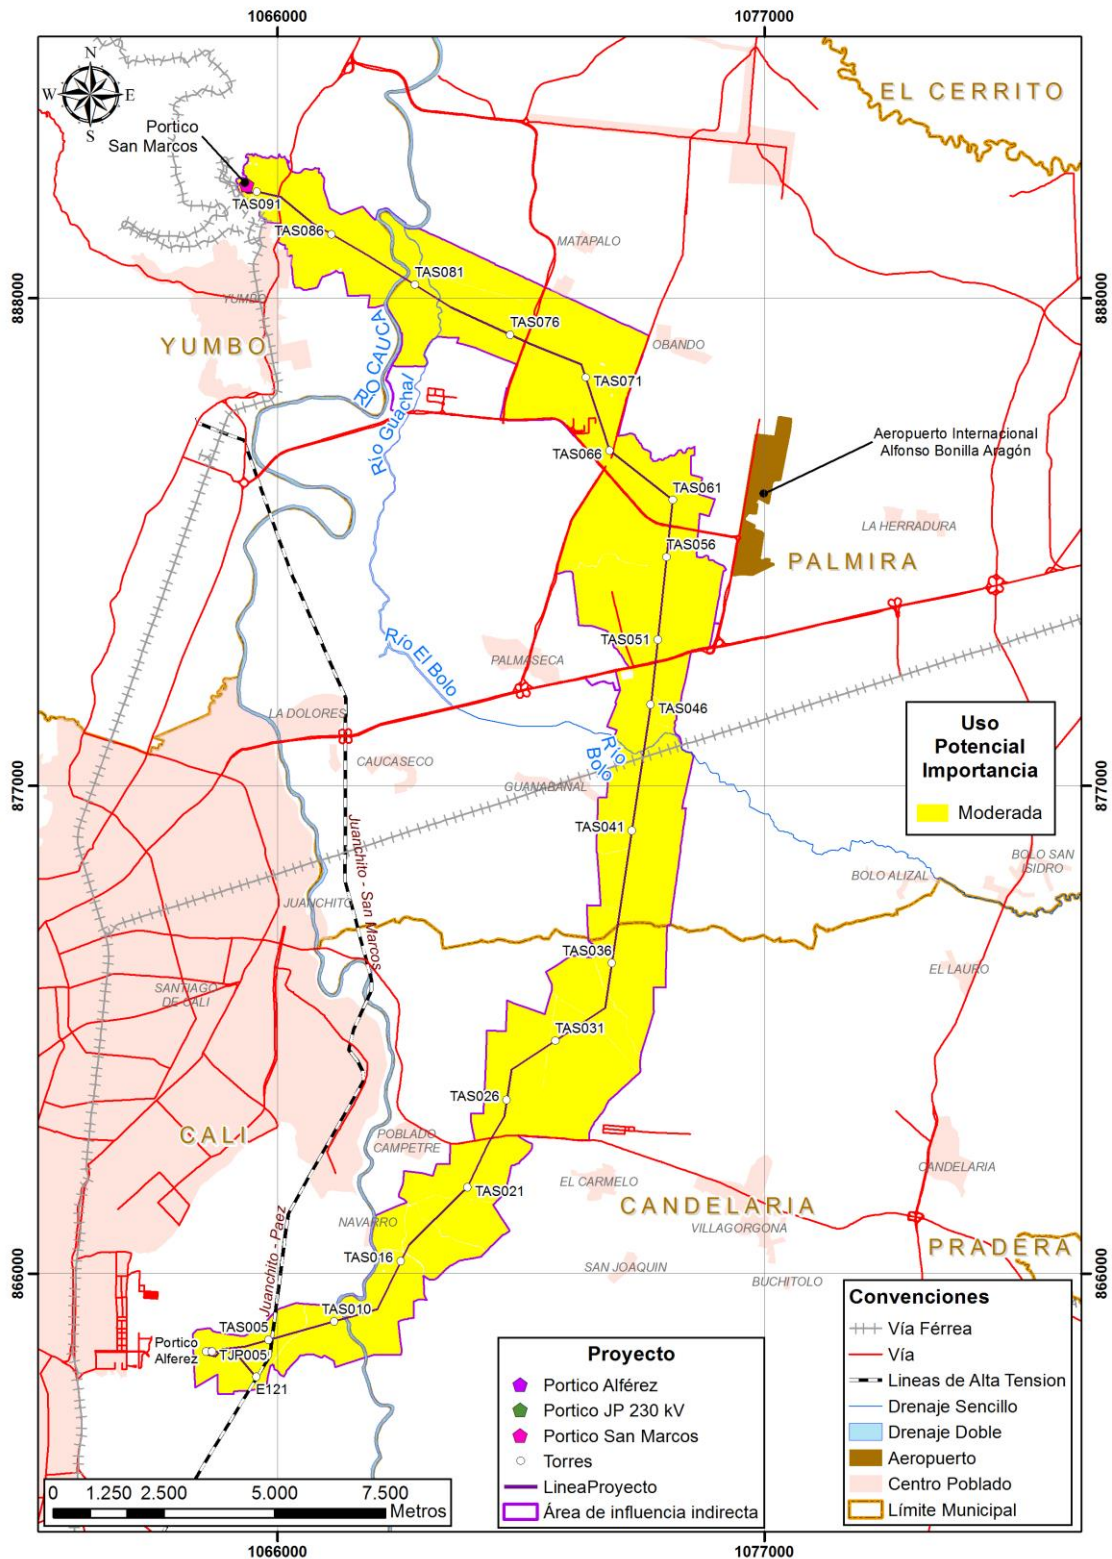 1066000
1077000
N
W
E
S
EL CERRITO
Portico
San Marcos
TAS091
TAS086
MATAPALO
TAS081
888000
888000
YUMBO
TAS076
YUMBO
RÍO CAUCA
OBANDO
TAS071
Río Guachal
Aeropuerto Internacional
Alfonso Bonilla Aragón
TAS066
TAS061
LA HERRADURA
TAS056
PALMIRA
TAS051
Río El Bolo
PALMASECA
LA DOLORES
TAS046
Uso
Potencial
Importancia
Moderada
Río
Bolo
CAUCASECO
877000
877000
GUANABANAL
TAS041
Juanchito - San Marcos
BOLO SAN
ISIDRO
BOLO ALIZAL
JUANCHITO
TAS036
EL LAURO
SANTIAGO
DE CALI
TAS031
TAS026
CALI
POBLADO
CAMPETRE
CANDELARIA
EL CARMELO
TAS021
CANDELARIA
VILLAGORGONA
NAVARRO
Juanchito - Paez
TAS016
PRADERA
SAN JOAQUIN
BUCHITOLO
866000
866000
TAS010
TAS005
Portico
Alferez
TJP005
E121
Proyecto
Portico Alférez
Portico JP 230 kV
Portico San Marcos
Torres
LineaProyecto
Área de influencia indirecta
Convenciones
Vía Férrea
Vía
Lineas de Alta Tension
Drenaje Sencillo
Drenaje Doble
Aeropuerto
Centro Poblado
Límite Municipal
0 1.250 2.500 5.000 7.500
Metros
1066000
1077000